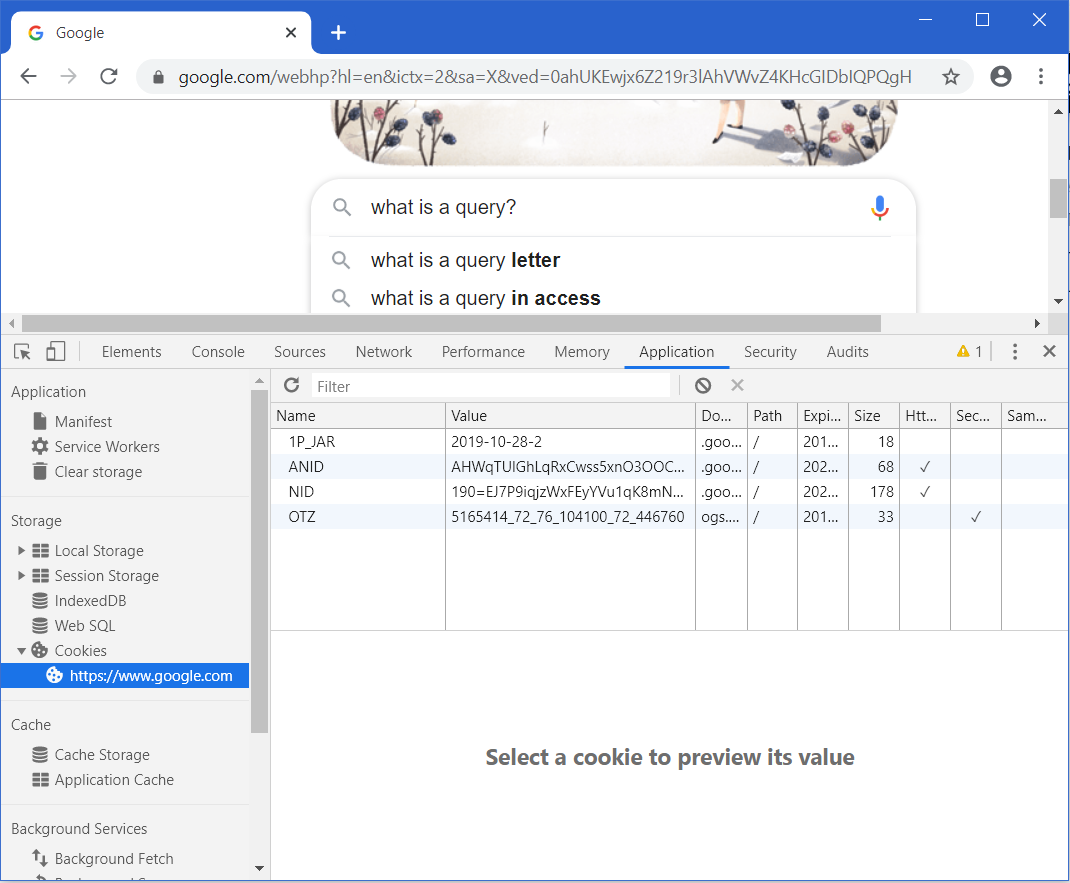 Google
google.com/webhp?hl=en&ictx=2&sa=X&ved=0ahUKEwjx6Z219r3lAhVWvZ4KHcGIDbIQPQgH
what is a query?
what is a query letter
what is a query in access
Elements Console Sources Network Performance Memory Application Security Audits 1
Application
Manifest
Service Workers
Clear storage
Storage
Local Storage
Session Storage
IndexedDB
Web SQL
Cookies
https://www.google.com
Cache
Cache Storage
Application Cache
Background Services
Background Fetch
Filter
Name Value Do... Path Expi... Size Htt... Sec... Sam...
1P_JAR 2019-10-28-2 .goo... / 201... 18
ANID AHWqTUlGhLqRxCwss5xnO3OOC... .goo... / 202... 68 ✓
NID 190=EJ7P9iqjzWxFEyYVu1qK8mN... .goo... / 202... 178 ✓
OTZ 5165414_72_76_104100_72_446760 ogs.... / 201... 33 ✓
Select a cookie to preview its value